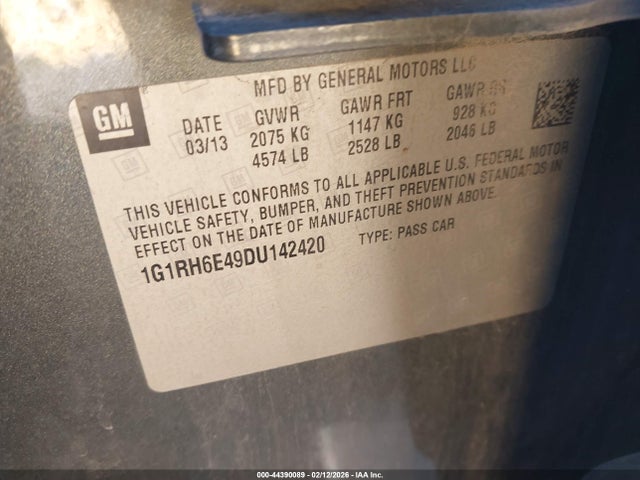 MFD BY GENERAL MOTORS LLC
GM
DATE GVWR GAWR FRT GAWR RR
03/13 2075 KG 1147 KG 928 KG
4574 LB 2528 LB 2046 LB
THIS VEHICLE CONFORMS TO ALL APPLICABLE U.S. FEDERAL MOTOR
VEHICLE SAFETY, BUMPER, AND THEFT PREVENTION STANDARDS IN
EFFECT ON THE DATE OF MANUFACTURE SHOWN ABOVE.
1G1RH6E49DU142420 TYPE: PASS CAR
000-44390089 - 02/12/2026 - IAA Inc.